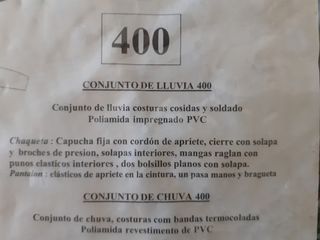 400
CONJUNTO DE LLUVIA 400
Conjunto de lluvia costuras cosidas y soldado
Poliamida impregnado PVC
Chaqueta : Capucha fija con cordón de apriete, cierre con solapa
y broches de presion, solapas interiores, mangas raglan con
punos elasticos interiores , dos bolsillos planos con solapa.
Pantalon : elásticos de apriete en la cintura, un pasa manos y bragueta
CONJUNTO DE CHUVA 400
Conjunto de chuva, costuras com bandas termocoladas
Poliamida revestimento de PVC